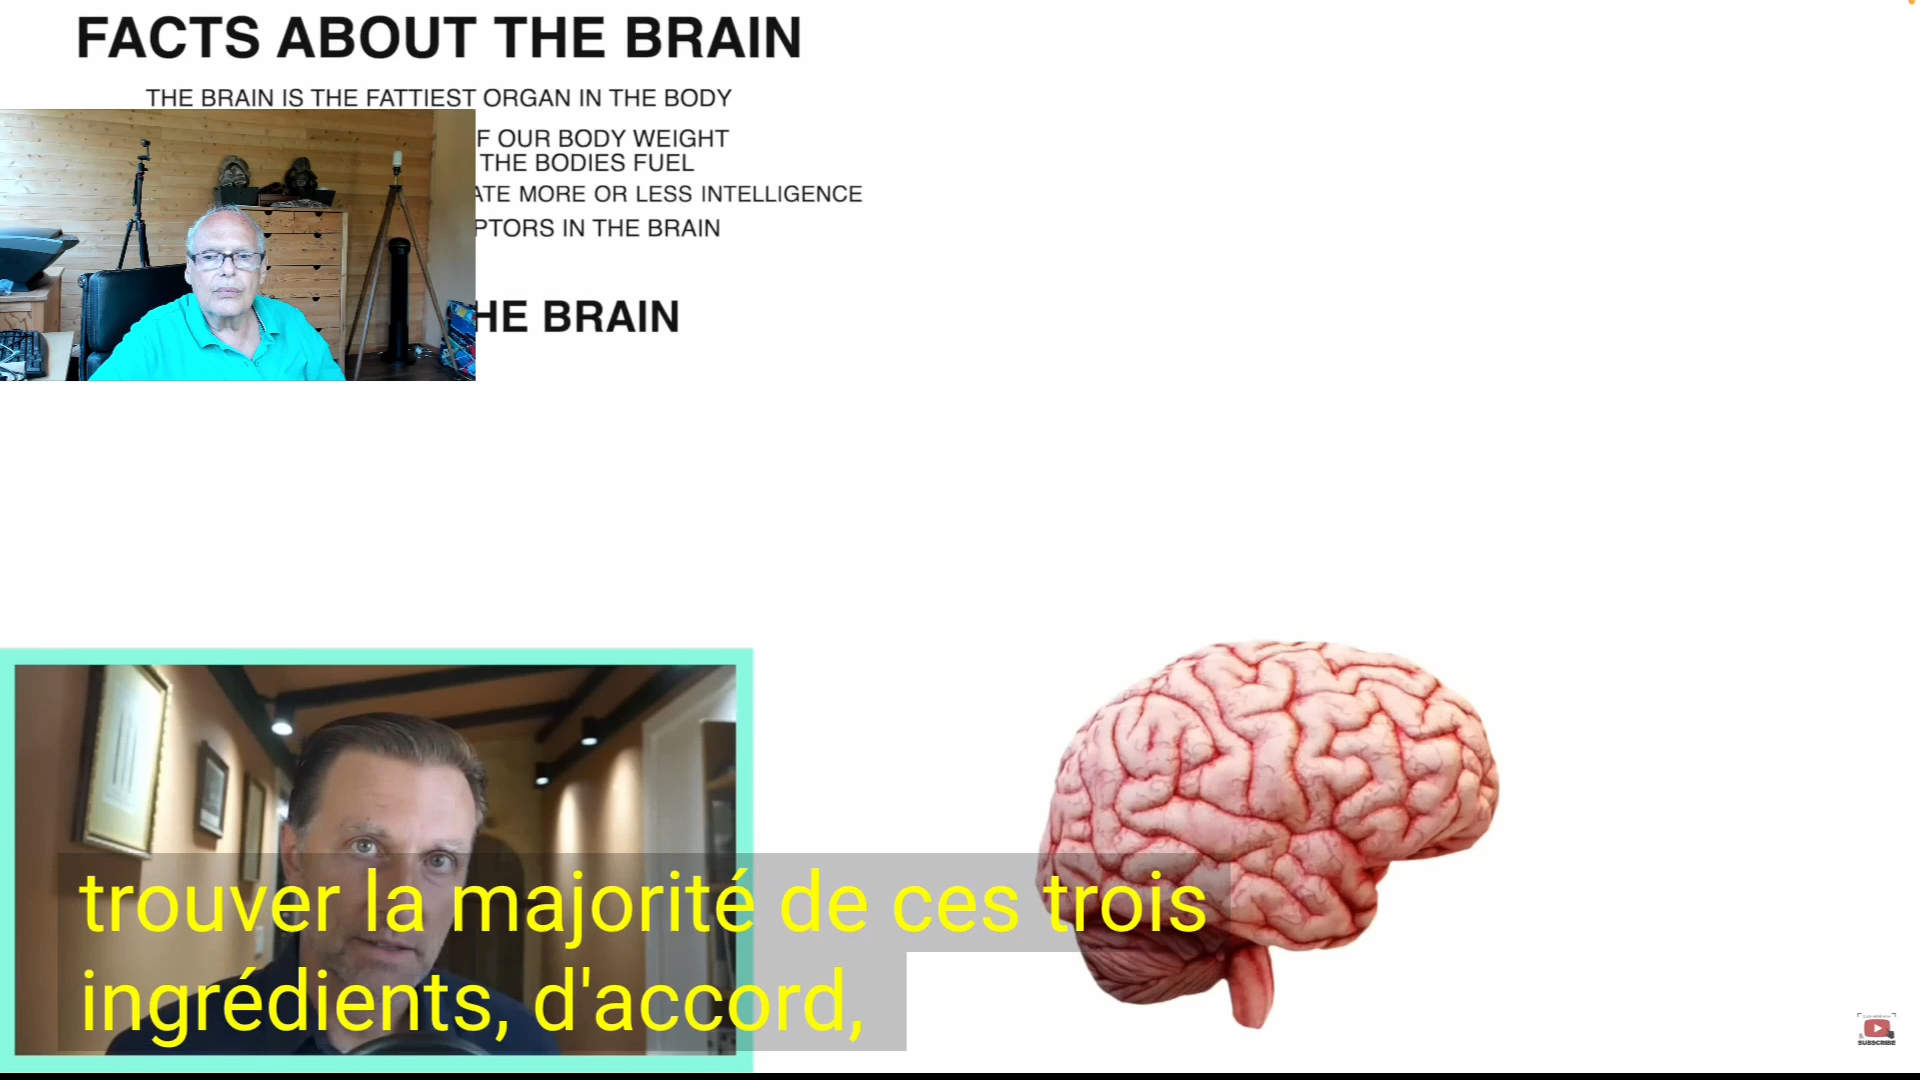 FACTS ABOUT THE BRAIN
THE BRAIN IS THE FATTIEST ORGAN IN THE BODY
F OUR BODY WEIGHT
THE BODIES FUEL
ATE MORE OR LESS INTELLIGENCE
PTORS IN THE BRAIN
HE BRAIN
trouver la majorité de ces trois
ingrédients, d'accord,
SUBSCRIBE